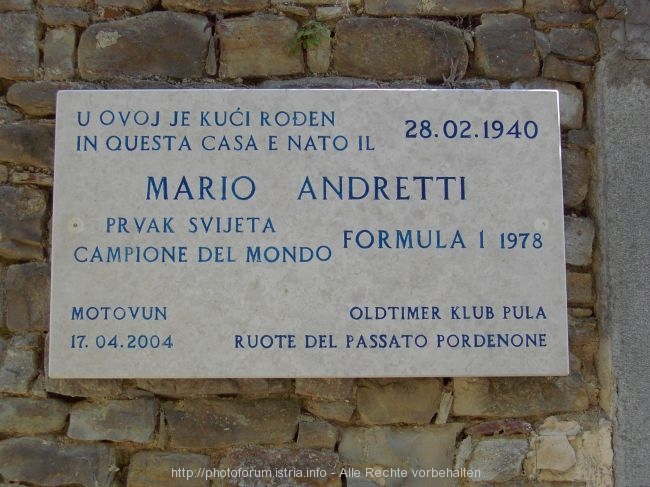 U OVOJ JE KUĆI ROĐEN
IN QUESTA CASA E NATO IL 28.02.1940
MARIO ANDRETTI
PRVAK SVIJETA
CAMPIONE DEL MONDO FORMULA 1 1978
MOTOVUN OLDTIMER KLUB PULA
17.04.2004 RUOTE DEL PASSATO PORDENONE
http://photoforum.istria.info - Alle Rechte vorbehalten